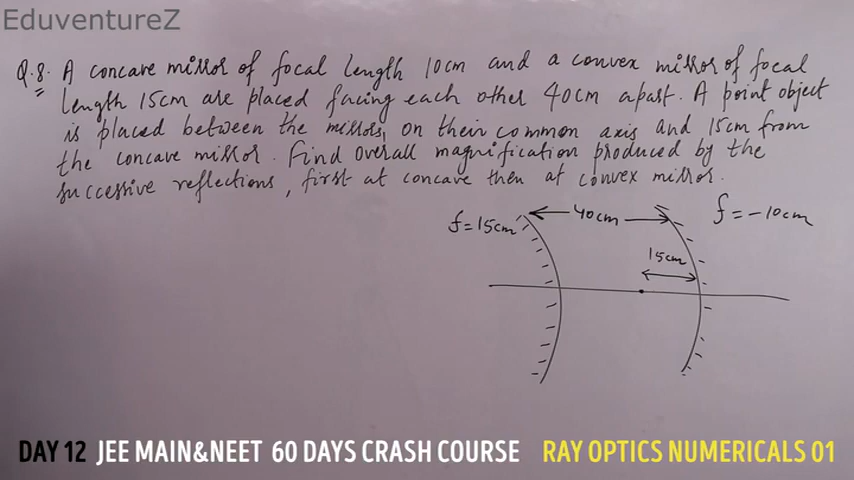 EduventureZ
Q.8. A concave mirror of focal length 10cm and a convex mirror of focal
length 15cm are placed facing each other 40cm apart. A point object
is placed between the mirrors, on their common axis and 15cm from
the concave mirror. Find overall magnification produced by the
successive reflections, first at concave then at convex mirror.
f=15cm
40cm
f=-10cm
15cm
DAY 12 JEE MAIN&NEET 60 DAYS CRASH COURSE RAY OPTICS NUMERICALS 01